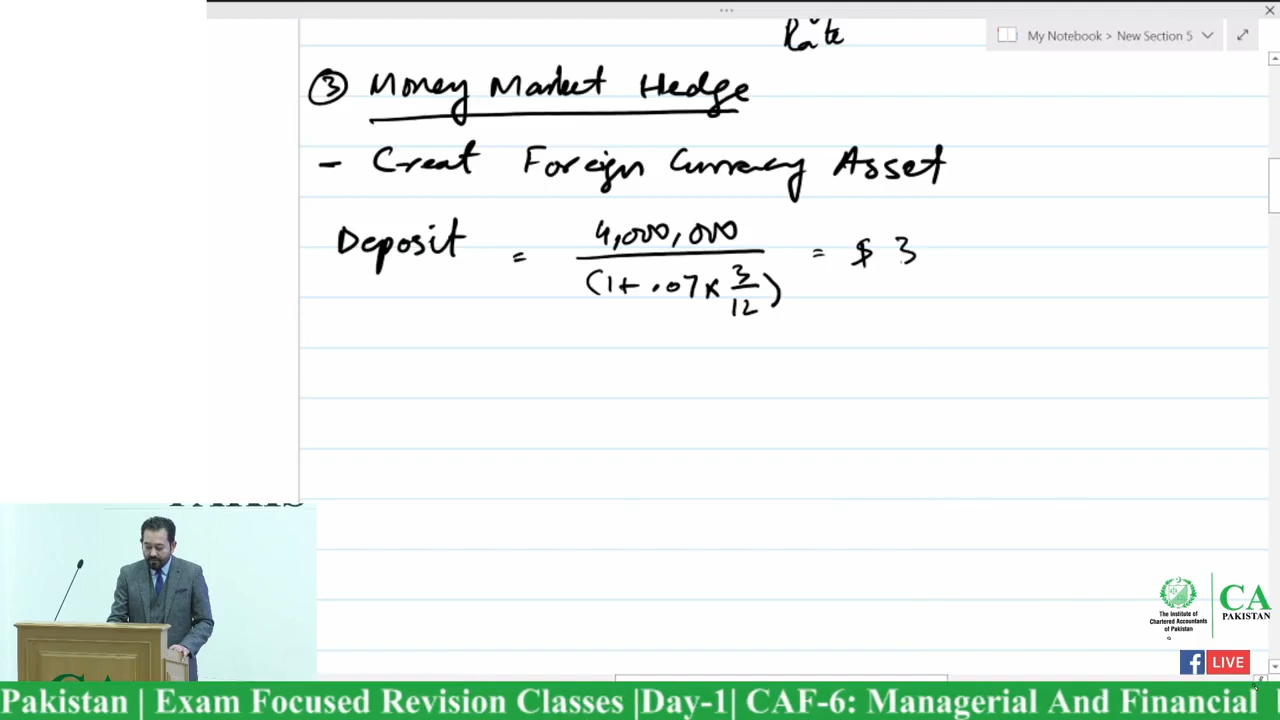 My Notebook > New Section 5
Rate
③ Money Market Hedge
- Creat Foreign Currency Asset
Deposit = 4,000,000 / (1+ .07 x 3/12) = $ 3
The Institute of
Chartered Accountants
of Pakistan
CA
PAKISTAN
f LIVE
Pakistan | Exam Focused Revision Classes |Day-1| CAF-6: Managerial And Financial